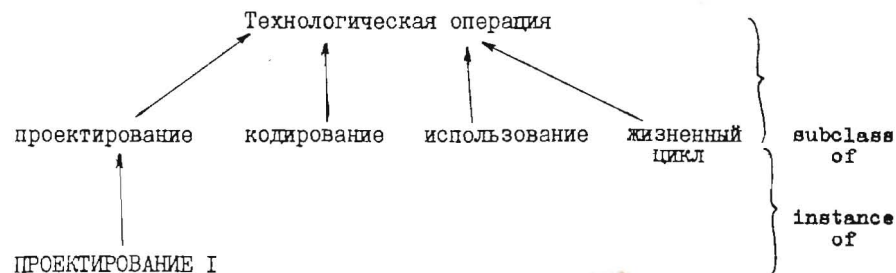 Технологическая операция
проектирование кодирование использование жизненный
цикл
subclass
of
instance
of
ПРОЕКТИРОВАНИЕ I